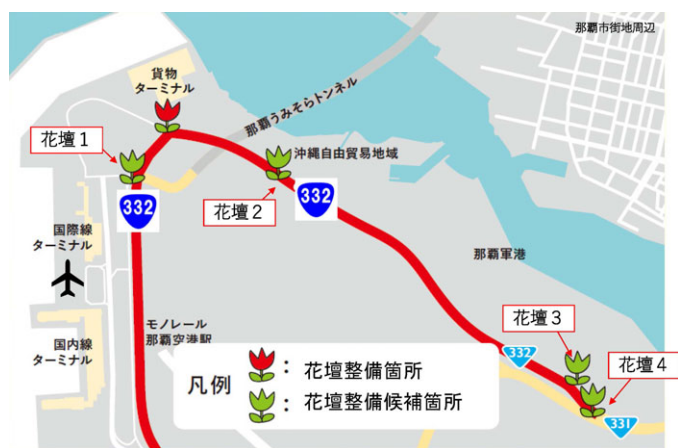 那覇市街地周辺
貨物
ターミナル
那覇うみそらトンネル
花壇1
沖縄自由貿易地域
332
花壇2
332
国際線
ターミナル
那覇軍港
モノレール
那覇空港駅
国内線
ターミナル
花壇3
332
花壇4
凡例
：花壇整備箇所
：花壇整備候補箇所
331